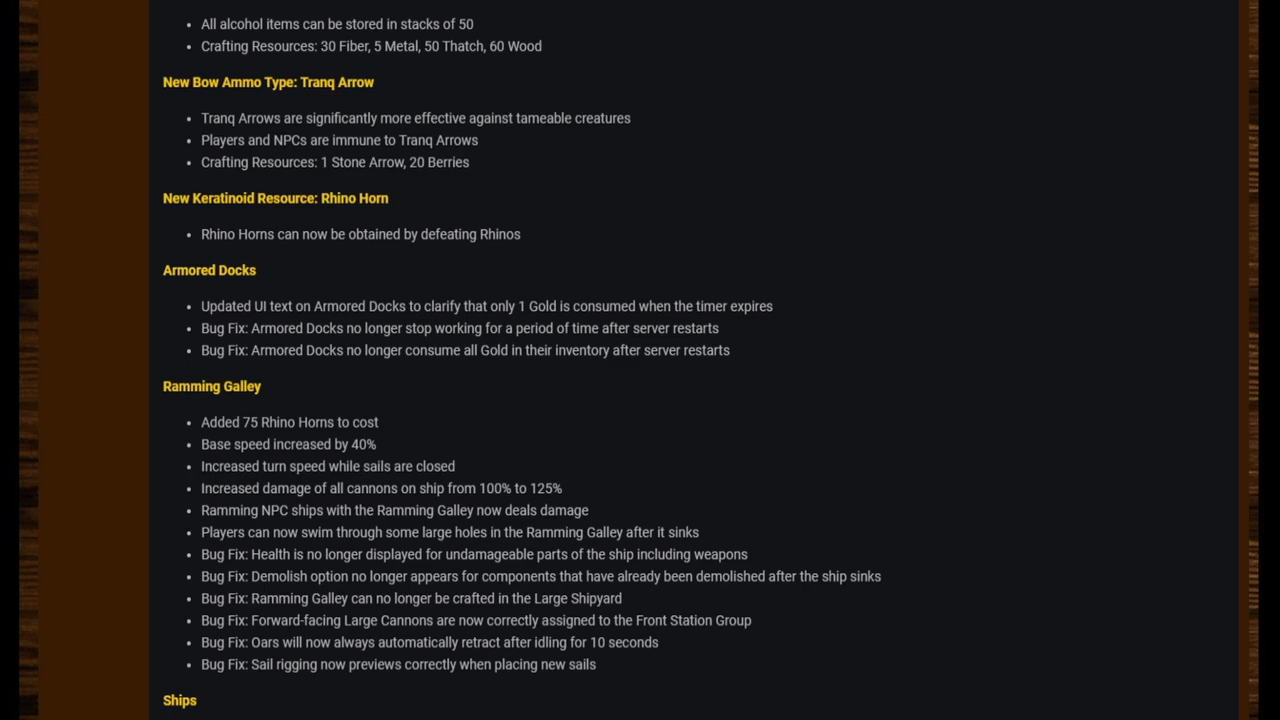 All alcohol items can be stored in stacks of 50
Crafting Resources: 30 Fiber, 5 Metal, 50 Thatch, 60 Wood
New Bow Ammo Type: Tranq Arrow
Tranq Arrows are significantly more effective against tameable creatures
Players and NPCs are immune to Tranq Arrows
Crafting Resources: 1 Stone Arrow, 20 Berries
New Keratinoid Resource: Rhino Horn
Rhino Horns can now be obtained by defeating Rhinos
Armored Docks
Updated UI text on Armored Docks to clarify that only 1 Gold is consumed when the timer expires
Bug Fix: Armored Docks no longer stop working for a period of time after server restarts
Bug Fix: Armored Docks no longer consume all Gold in their inventory after server restarts
Ramming Galley
Added 75 Rhino Horns to cost
Base speed increased by 40%
Increased turn speed while sails are closed
Increased damage of all cannons on ship from 100% to 125%
Ramming NPC ships with the Ramming Galley now deals damage
Players can now swim through some large holes in the Ramming Galley after it sinks
Bug Fix: Health is no longer displayed for undamageable parts of the ship including weapons
Bug Fix: Demolish option no longer appears for components that have already been demolished after the ship sinks
Bug Fix: Ramming Galley can no longer be crafted in the Large Shipyard
Bug Fix: Forward-facing Large Cannons are now correctly assigned to the Front Station Group
Bug Fix: Oars will now always automatically retract after idling for 10 seconds
Bug Fix: Sail rigging now previews correctly when placing new sails
Ships